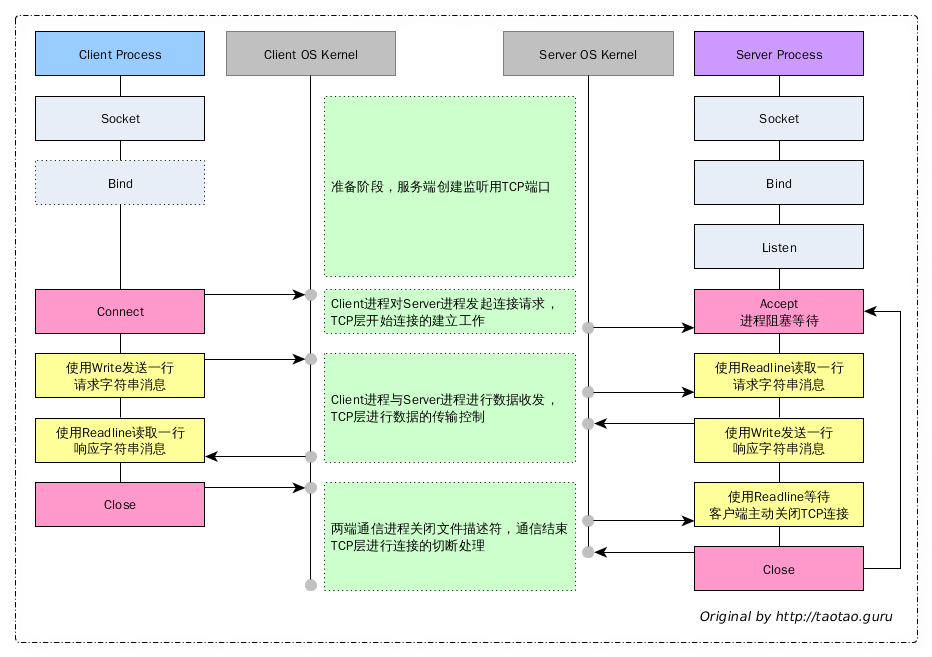 Client Process
Client OS Kernel
Server OS Kernel
Server Process
Socket
Socket
Bind
准备阶段，服务端创建监听用TCP端口
Bind
Listen
Connect
Client进程对Server进程发起连接请求，
TCP层开始连接的建立工作
Accept
进程阻塞等待
使用Write发送一行
请求字符串消息
Client进程与Server进程进行数据收发，
TCP层进行数据的传输控制
使用Readline读取一行
请求字符串消息
使用Readline读取一行
响应字符串消息
使用Write发送一行
响应字符串消息
Close
两端通信进程关闭文件描述符，通信结束
TCP层进行连接的切断处理
使用Readline等待
客户端主动关闭TCP连接
Close
Original by http://taotao.guru